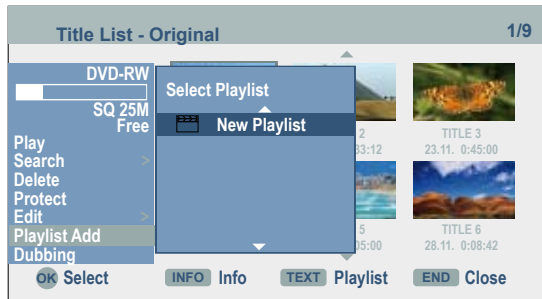 Title List - Original 1/9
DVD-RW
SQ 25M
Free
Play
Search >
Delete
Protect
Edit >
Playlist Add
Dubbing
Select Playlist
New Playlist
2
33:12
TITLE 3
23.11. 0:45:00
5
05:00
TITLE 6
28.11. 0:08:42
OK Select INFO Info TEXT Playlist END Close